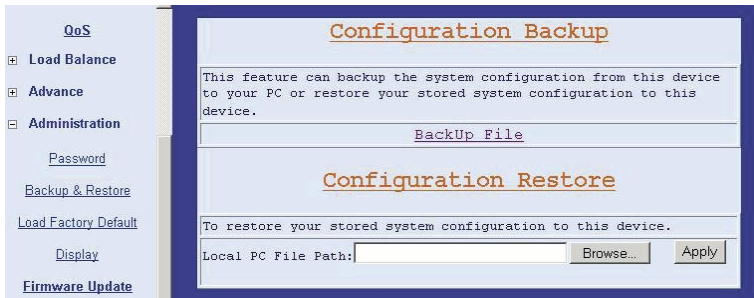 QoS
Load Balance
Advance
Administration
Password
Backup & Restore
Load Factory Default
Display
Firmware Update
Configuration Backup
This feature can backup the system configuration from this device
to your PC or restore your stored system configuration to this
device.
BackUp File
Configuration Restore
To restore your stored system configuration to this device.
Local PC File Path: Browse... Apply